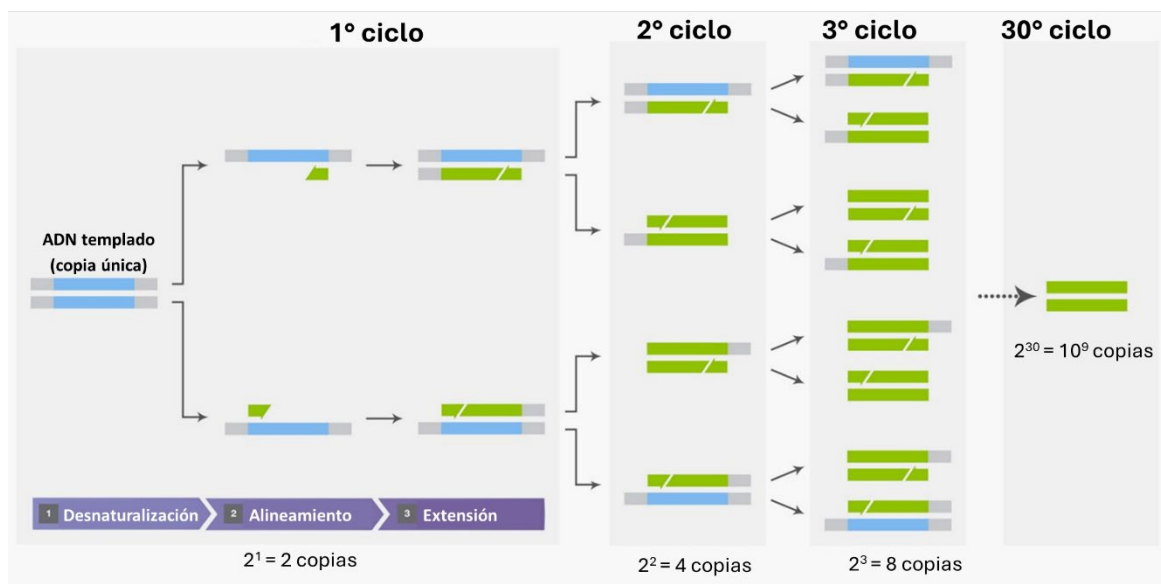 1° ciclo
2° ciclo
3° ciclo
30° ciclo
ADN templado
(copia única)
1 Desnaturalización
2 Alineamiento
3 Extensión
2¹ = 2 copias
2² = 4 copias
2³ = 8 copias
2³⁰ = 10⁹ copias